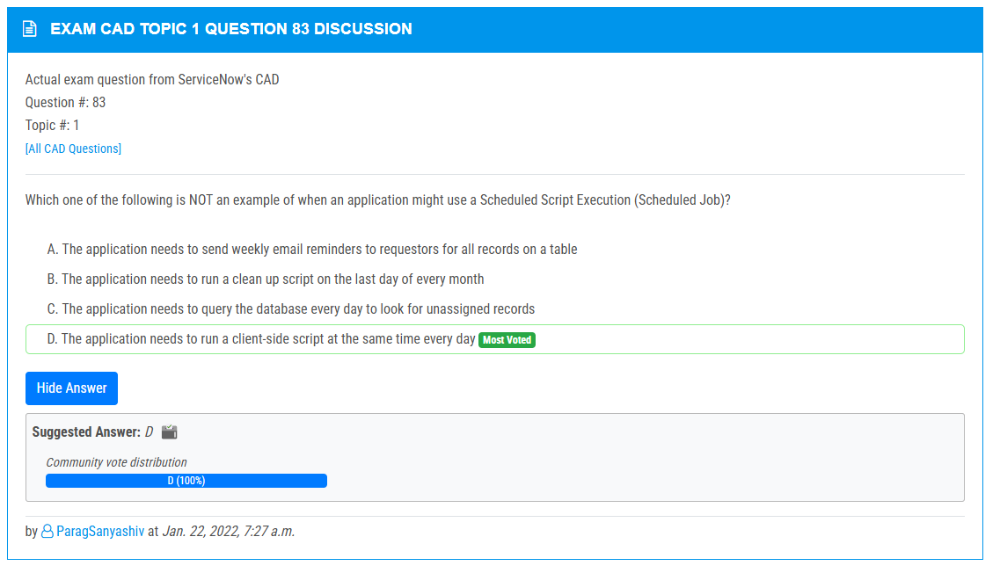 EXAM CAD TOPIC 1 QUESTION 83 DISCUSSION
Actual exam question from ServiceNow's CAD
Question #: 83
Topic #: 1
[All CAD Questions]
Which one of the following is NOT an example of when an application might use a Scheduled Script Execution (Scheduled Job)?
A. The application needs to send weekly email reminders to requestors for all records on a table
B. The application needs to run a clean up script on the last day of every month
C. The application needs to query the database every day to look for unassigned records
D. The application needs to run a client-side script at the same time every day Most Voted
Hide Answer
Suggested Answer: D
Community vote distribution
D (100%)
by ParagSanyashiv at Jan. 22, 2022, 7:27 a.m.